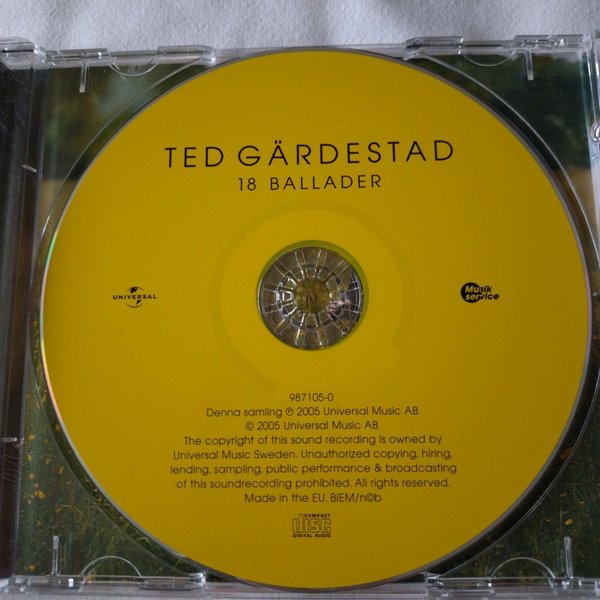 TED GÄRDESTAD
18 BALLADER
UNIVERSAL
Musik
service
987105-0
Denna samling ℗ 2005 Universal Music AB
© 2005 Universal Music AB
The copyright of this sound recording is owned by
Universal Music Sweden. Unauthorized copying, hiring,
lending, sampling, public performance & broadcasting
of this soundrecording prohibited. All rights reserved.
Made in the EU. BIEM/n©b
COMPACT
disc
DIGITAL AUDIO